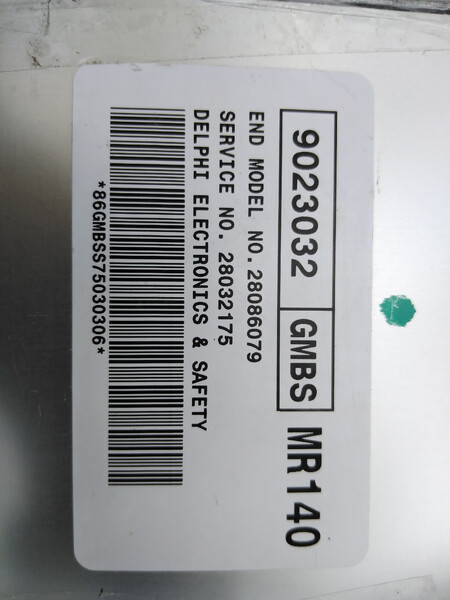 9023032 GMBS MR140
END MODEL NO. 28086079
SERVICE NO. 28032175
DELPHI ELECTRONICS & SAFETY
*86GMBSS75030306*